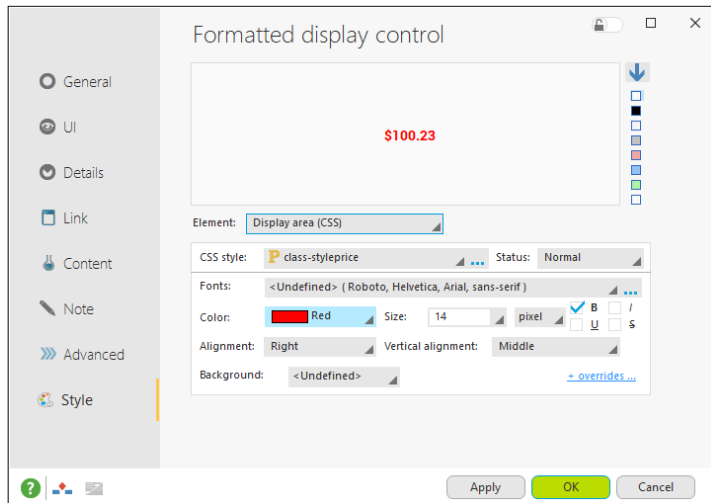 Formatted display control
General
UI
Details
Link
Content
Note
Advanced
Style
$100.23
Element: Display area (CSS)
CSS style: P class-styleprice ... Status: Normal
Fonts: <Undefined> ( Roboto, Helvetica, Arial, sans-serif ) ...
Color: Red Size: 14 pixel B I
U S
Alignment: Right Vertical alignment: Middle
Background: <Undefined> + overrides ...
? Apply OK Cancel